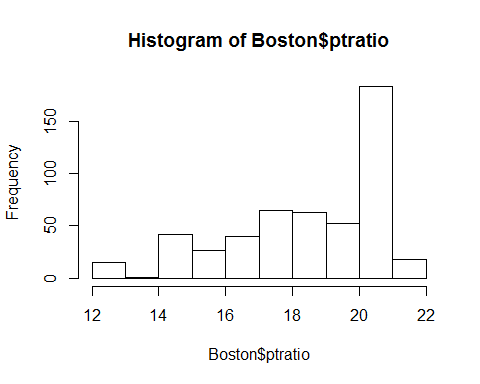 Histogram of Boston$ptratio
Frequency
150
100
50
0
12 14 16 18 20 22
Boston$ptratio